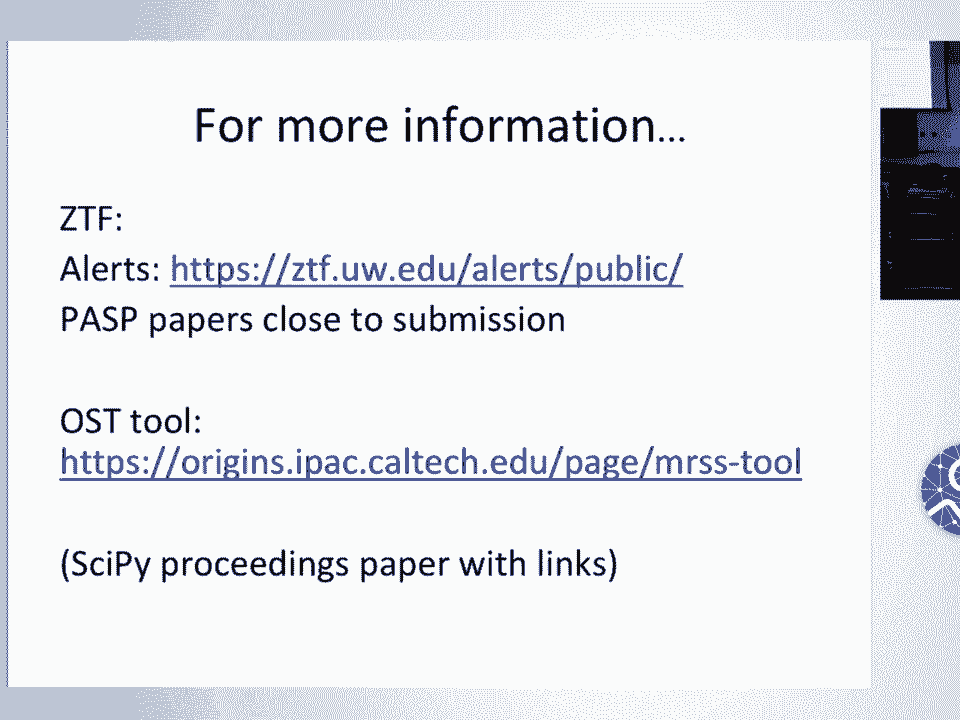 For more information...
ZTF:
Alerts: https://ztf.uw.edu/alerts/public/
PASP papers close to submission
OST tool:
https://origins.ipac.caltech.edu/page/mrss-tool
(SciPy proceedings paper with links)